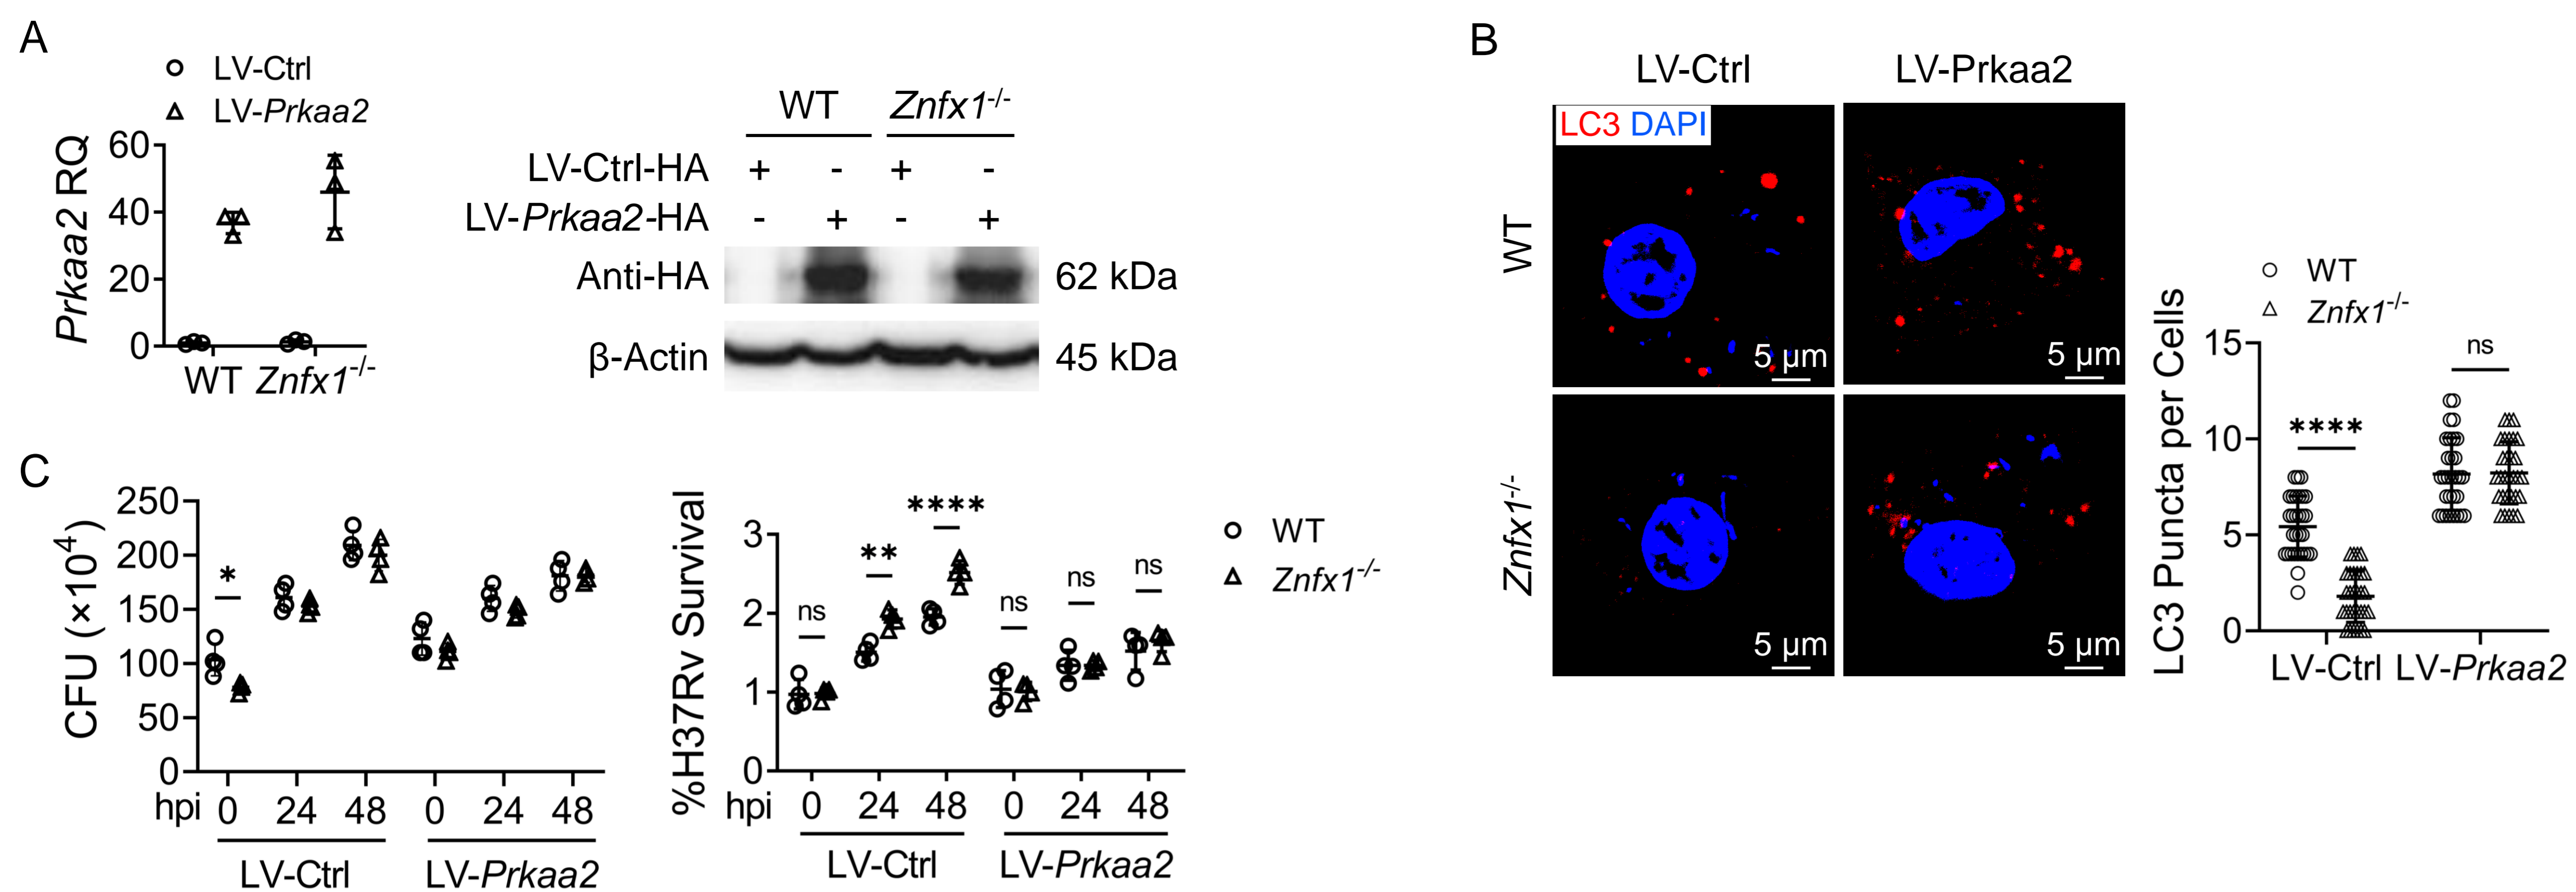 A
LV-Ctrl
LV-Prkaa2
Prkaa2 RQ
60
40
20
0
WT Znfx1-/-
WT Znfx1-/-
LV-Ctrl-HA + - + -
LV-Prkaa2-HA - + - +
Anti-HA 62 kDa
β-Actin 45 kDa
B
LV-Ctrl LV-Prkaa2
LC3 DAPI
WT
5 μm 5 μm
Znfx1-/-
5 μm 5 μm
WT
Znfx1-/-
LC3 Puncta per Cells
15
10
5
0
**** ns
LV-Ctrl LV-Prkaa2
C
CFU (×10⁴)
250
200
150
100
50
0
*
hpi 0 24 48 0 24 48
LV-Ctrl LV-Prkaa2
%H37Rv Survival
3
2
1
0
ns ** **** ns ns ns
hpi 0 24 48 0 24 48
LV-Ctrl LV-Prkaa2
WT
Znfx1-/-